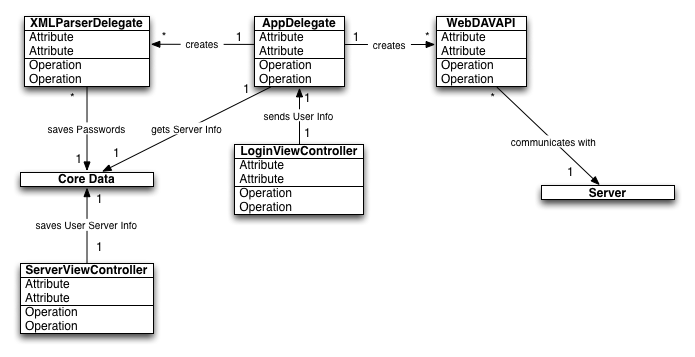 XMLParserDelegate
Attribute
Attribute
Operation
Operation
* creates 1
AppDelegate
Attribute
Attribute
Operation
Operation
1 creates *
WebDAVAPI
Attribute
Attribute
Operation
Operation
*
saves Passwords
1
1
gets Server Info
1
1
sends User Info
1
*
communicates with
1
Core Data
LoginViewController
Attribute
Attribute
Operation
Operation
Server
1
saves User Server Info
1
ServerViewController
Attribute
Attribute
Operation
Operation